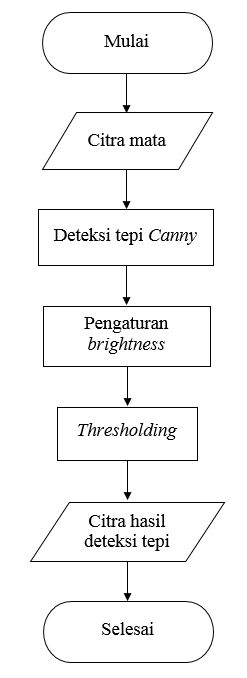 Mulai
Citra mata
Deteksi tepi Canny
Pengaturan
brightness
Thresholding
Citra hasil
deteksi tepi
Selesai